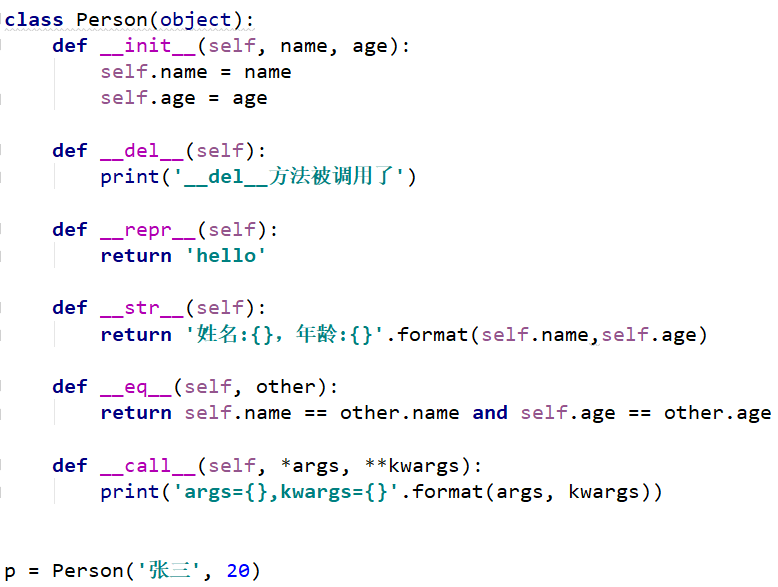 class Person(object):
    def __init__(self, name, age):
        self.name = name
        self.age = age
    def __del__(self):
        print('__del__方法被调用了')
    def __repr__(self):
        return 'hello'
    def __str__(self):
        return '姓名:{}，年龄:{}'.format(self.name,self.age)
    def __eq__(self, other):
        return self.name == other.name and self.age == other.age
    def __call__(self, *args, **kwargs):
        print('args={},kwargs={}'.format(args, kwargs))
p = Person('张三', 20)